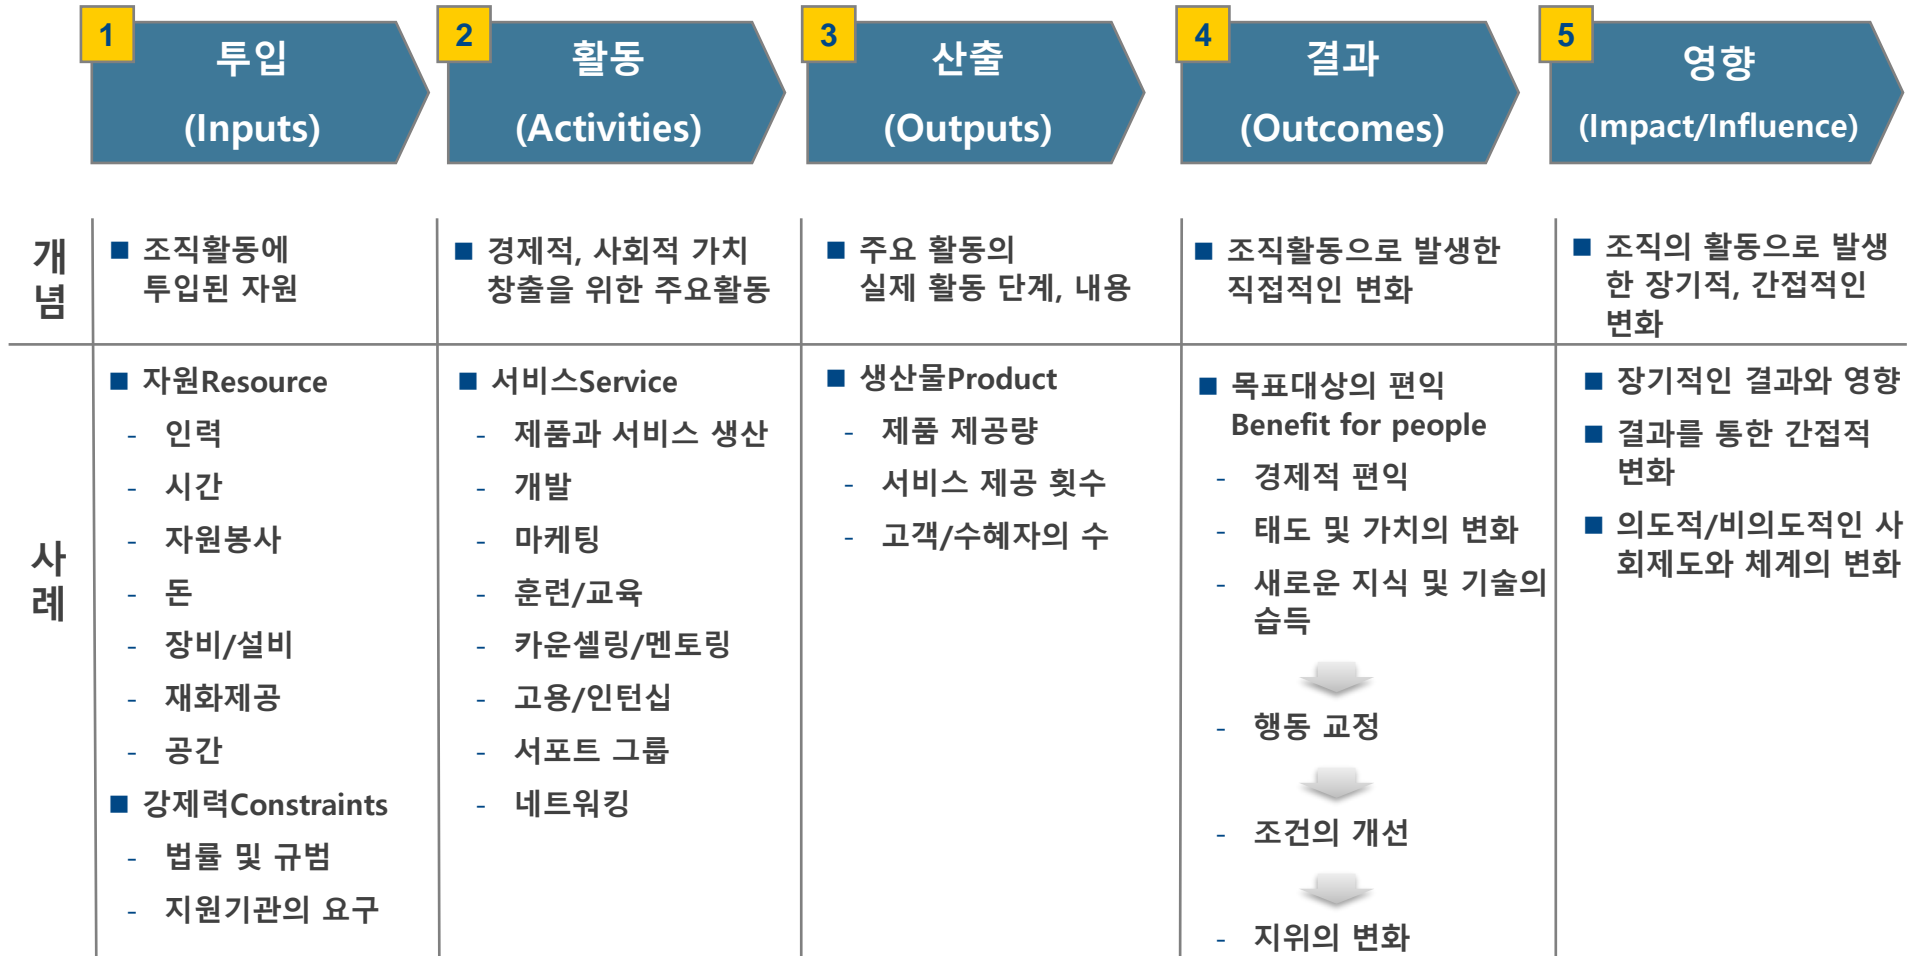 1
투입
(Inputs)
2
활동
(Activities)
3
산출
(Outputs)
4
결과
(Outcomes)
5
영향
(Impact/Influence)
개
념
■ 조직활동에
투입된 자원
■ 경제적, 사회적 가치
창출을 위한 주요활동
■ 주요 활동의
실제 활동 단계, 내용
■ 조직활동으로 발생한
직접적인 변화
■ 조직의 활동으로 발생
한 장기적, 간접적인
변화
사
례
■ 자원Resource
- 인력
- 시간
- 자원봉사
- 돈
- 장비/설비
- 재화제공
- 공간
■ 강제력Constraints
- 법률 및 규범
- 지원기관의 요구
■ 서비스Service
- 제품과 서비스 생산
- 개발
- 마케팅
- 훈련/교육
- 카운셀링/멘토링
- 고용/인턴십
- 서포트 그룹
- 네트워킹
■ 생산물Product
- 제품 제공량
- 서비스 제공 횟수
- 고객/수혜자의 수
■ 목표대상의 편익
Benefit for people
- 경제적 편익
- 태도 및 가치의 변화
- 새로운 지식 및 기술의
습득
- 행동 교정
- 조건의 개선
- 지위의 변화
■ 장기적인 결과와 영향
■ 결과를 통한 간접적
변화
■ 의도적/비의도적인 사
회제도와 체계의 변화